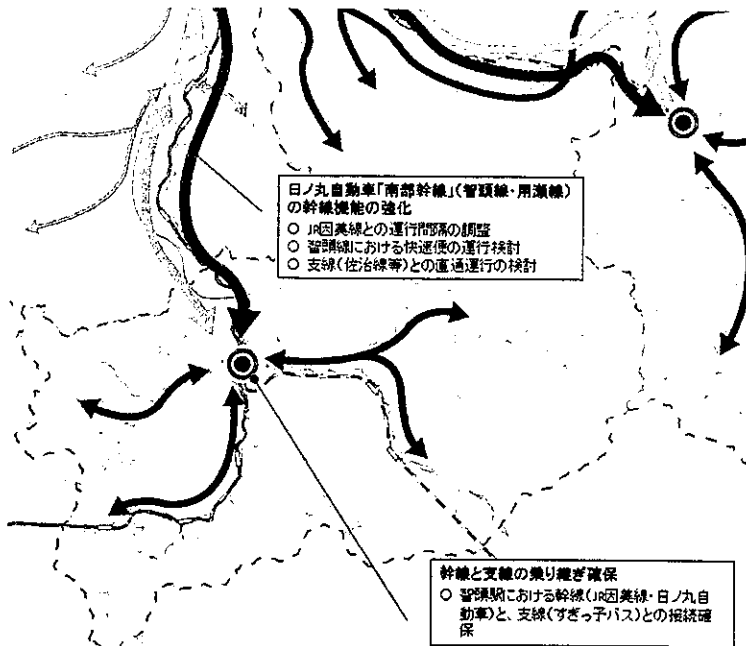 日ノ丸自動車「南部幹線」(智頭線・用瀬線)
の幹線機能の強化
○ JR因美線との運行間隔の調整
○ 智頭線における快速便の運行検討
○ 支線(佐治線等)との直通運行の検討
幹線と支線の乗り継ぎ確保
○ 智頭駅における幹線(JR因美線・日ノ丸自
動車)と、支線(すぎっ子バス)との接続確
保